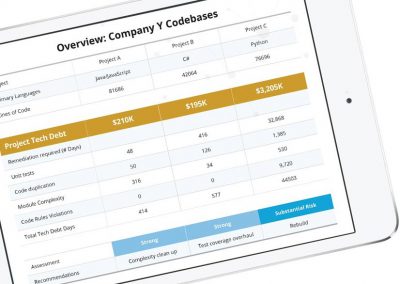 Overview: Company Y Codebases
oject Project A Project B Project C
imary Languages Java/JavaScript C# Python
ines of Code 81686 42064 76696
Project Tech Debt $210K $195K $3,205K
Remediation required (# Days)
Unit tests 48 416 32,868
Code duplication 50 126 1,385
Module Complexity 316 34 530
Code Rules Violations 0 0 9,720
Total Tech Debt Days 414 577 44503
Assessment Strong Strong Substantial Risk
Recommendations Complexity clean up Test coverage overhaul Rebuild